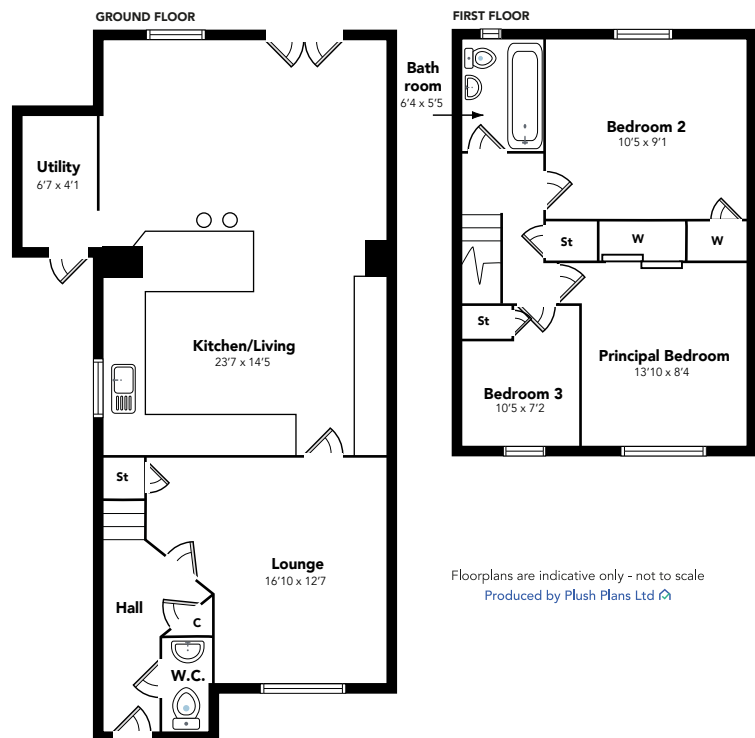 GROUND FLOOR
Utility
6'7 x 4'1
Kitchen/Living
23'7 x 14'5
St
Lounge
16'10 x 12'7
Hall
C
W.C.
FIRST FLOOR
Bath
room
6'4 x 5'5
Bedroom 2
10'5 x 9'1
St
W
W
St
Principal Bedroom
13'10 x 8'4
Bedroom 3
10'5 x 7'2
Floorplans are indicative only - not to scale
Produced by Plush Plans Ltd